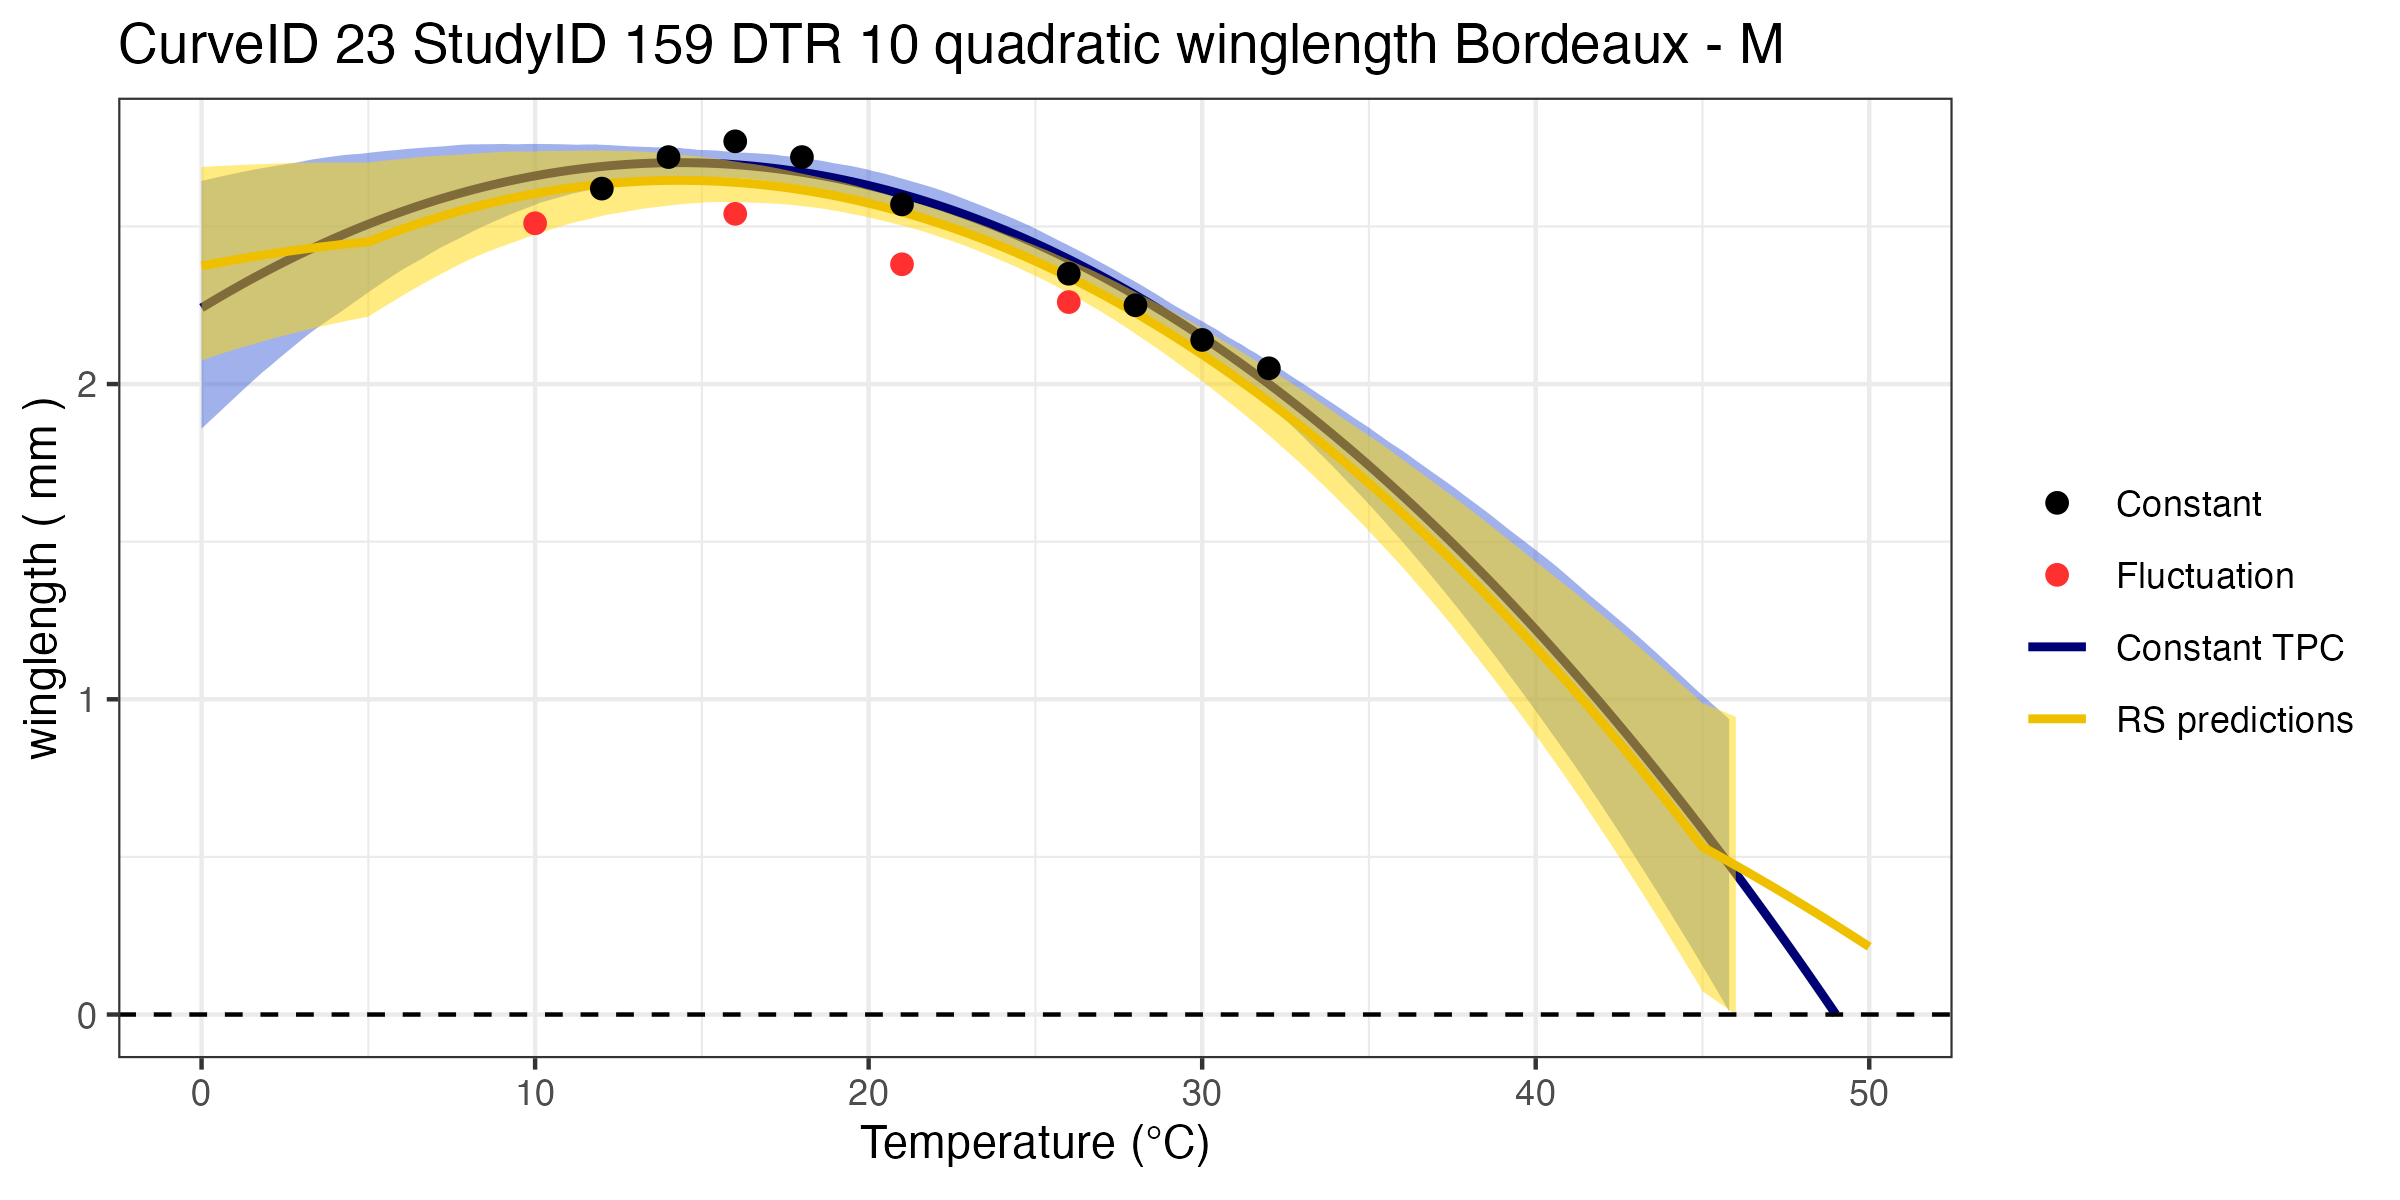 CurveID 23 StudyID 159 DTR 10 quadratic winglength Bordeaux - M
winglength ( mm )
2
1
0
0 10 20 30 40 50
Temperature (°C)
Constant
Fluctuation
Constant TPC
RS predictions